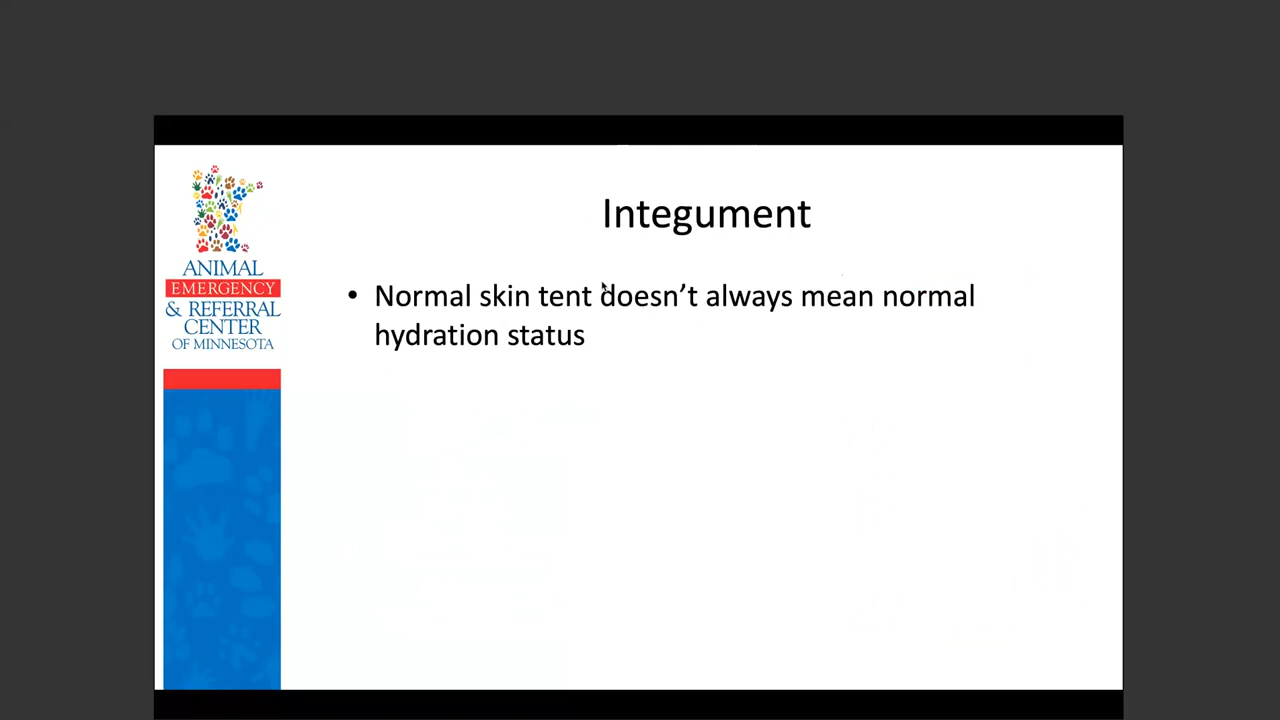 Integument
• Normal skin tent doesn’t always mean normal
hydration status
ANIMAL
EMERGENCY
& REFERRAL
CENTER
OF MINNESOTA